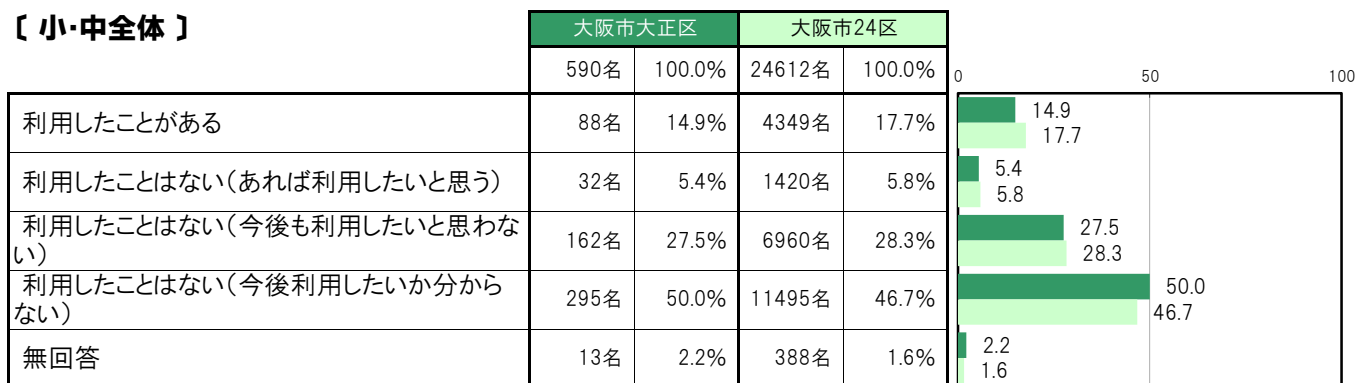 〔 小・中全体 〕
大阪市大正区 大阪市24区
590名 100.0% 24612名 100.0%
0 50 100
利用したことがある 88名 14.9% 4349名 17.7%
14.9
17.7
利用したことはない（あれば利用したいと思う） 32名 5.4% 1420名 5.8%
5.4
5.8
利用したことはない（今後も利用したいと思わな
い） 162名 27.5% 6960名 28.3%
27.5
28.3
利用したことはない（今後利用したいか分から
ない） 295名 50.0% 11495名 46.7%
50.0
46.7
無回答 13名 2.2% 388名 1.6%
2.2
1.6